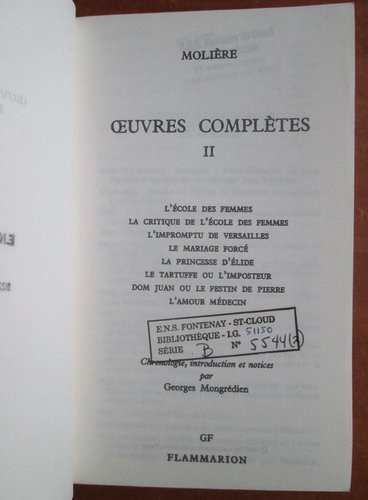 MOLIÈRE
ŒUVRES COMPLÈTES
II
L'ÉCOLE DES FEMMES
LA CRITIQUE DE L'ÉCOLE DES FEMMES
L'IMPROMPTU DE VERSAILLES
LE MARIAGE FORCÉ
LA PRINCESSE D'ÉLIDE
LE TARTUFFE OU L'IMPOSTEUR
DOM JUAN OU LE FESTIN DE PIERRE
L'AMOUR MÉDECIN
E.N.S. FONTENAY - ST-CLOUD
BIBLIOTHÈQUE - I.G. 51150
SÉRIE B N° 5544(2)
Chronologie, introduction et notices
par
Georges Mongrédien
GF
FLAMMARION